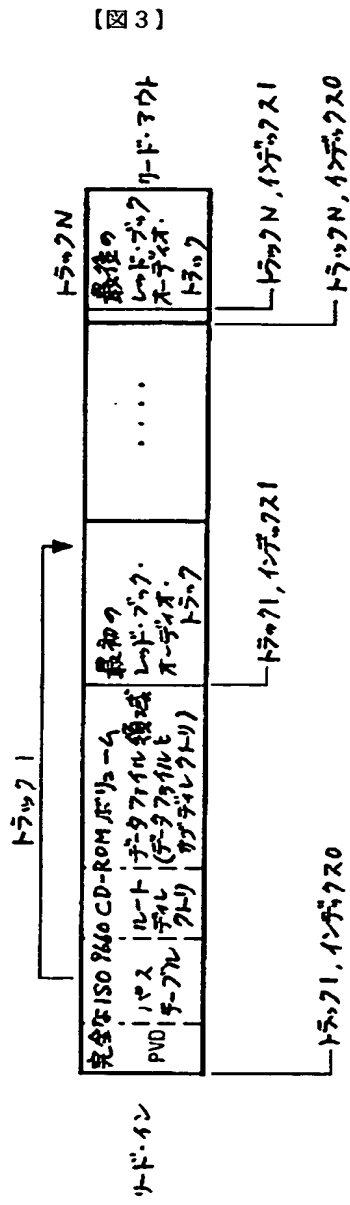 【図3】
トラック1
トラックN
リード・イン
完全なISO 9660 CD-ROM ボリューム
PVD
パス
テーブル
ルート
ディレ
クトリ
データファイル領域
(データファイルと
サブディレクトリ)
最初の
レッド・ブック・
オーディオ・
トラック
・・・・
最後の
レッド・ブック
オーディオ・
トラック
リード・アウト
トラック1,インデックス0
トラック1,インデックス1
トラックN,インデックス1
トラックN,インデックス0